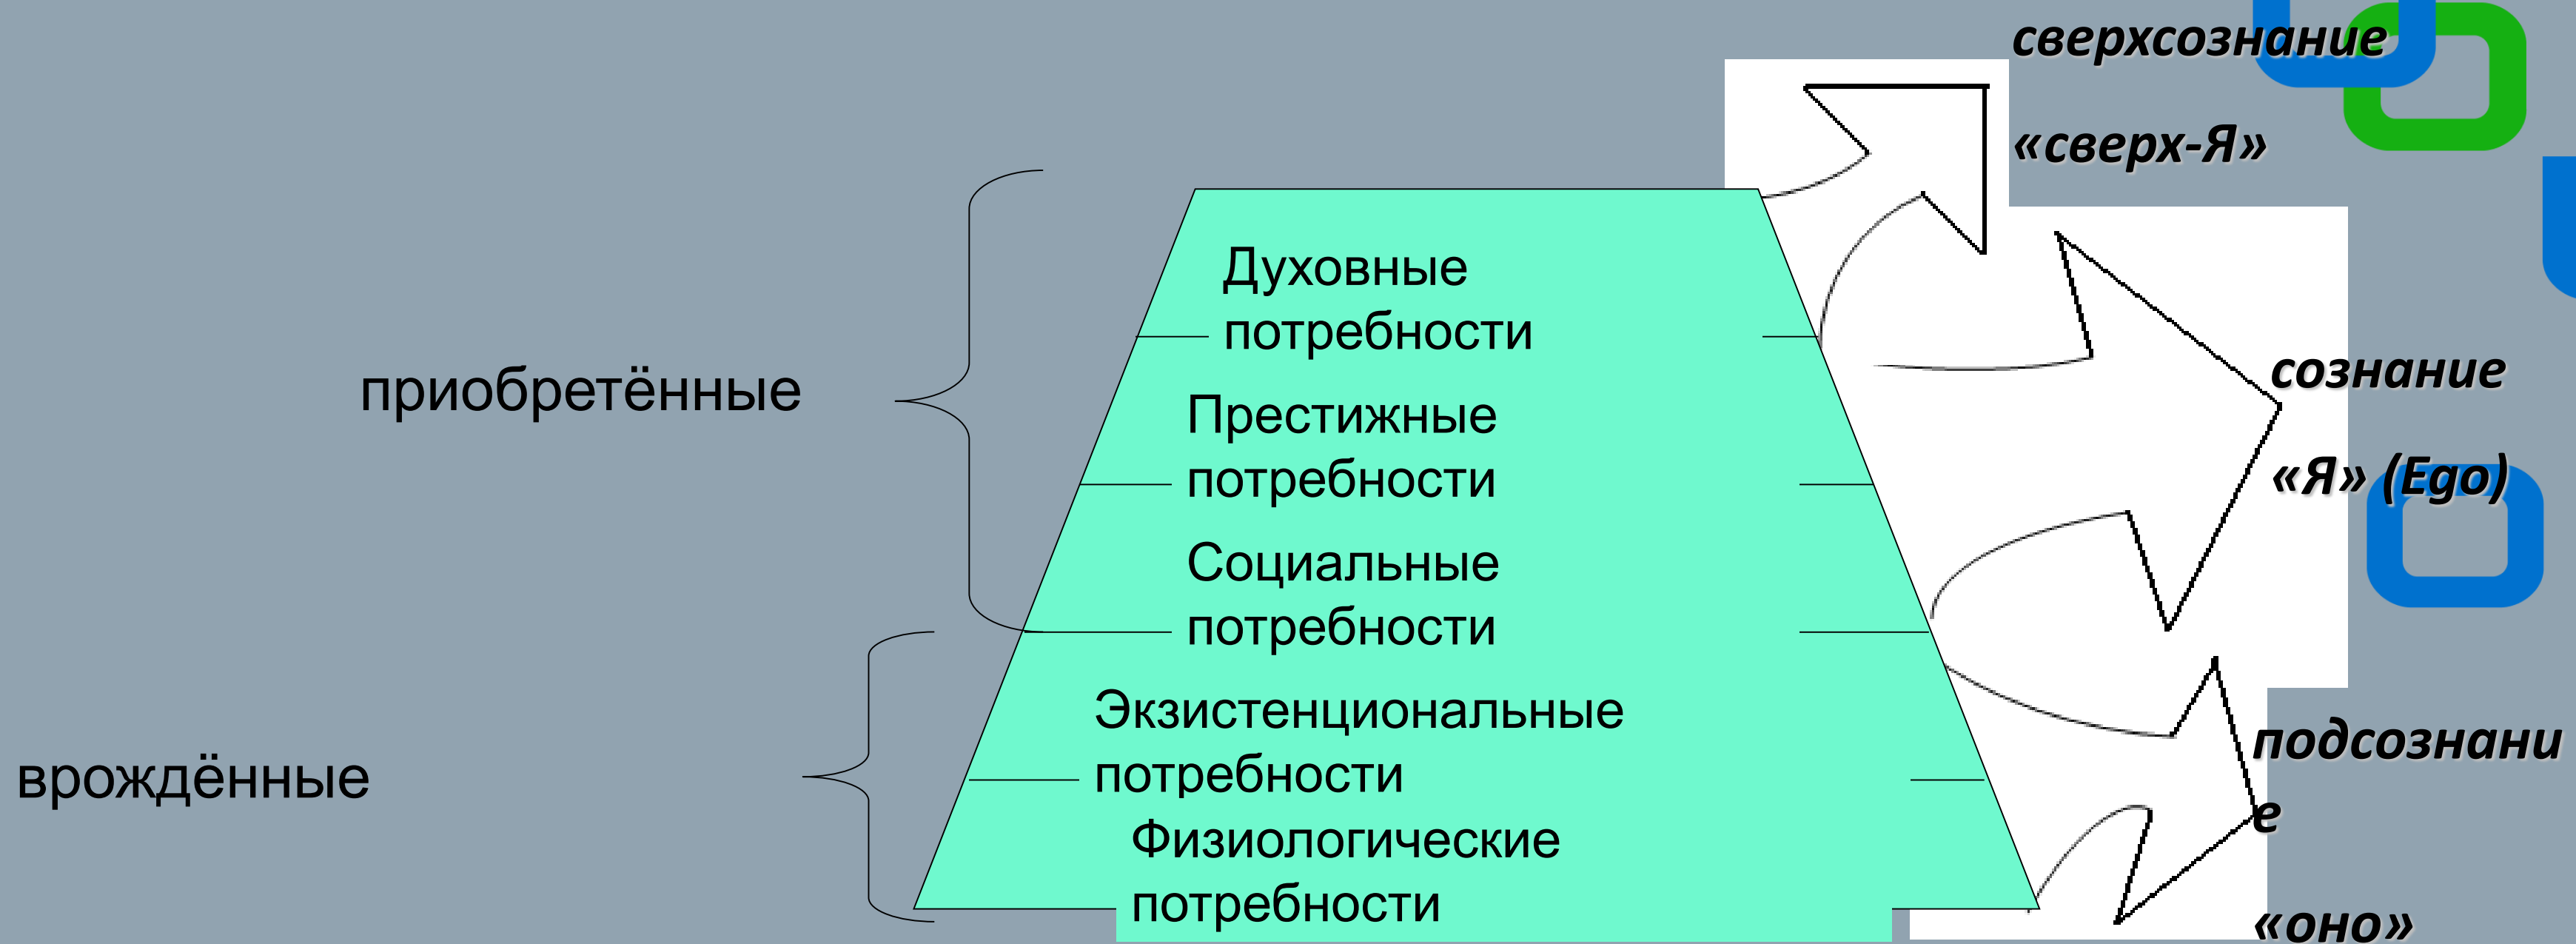 сверхсознание
«сверх-Я»
Духовные
потребности
приобретённые
Престижные
потребности
сознание
«Я» (Ego)
Социальные
потребности
Экзистенциональные
потребности
врождённые
подсознани
е
Физиологические
потребности
«оно»